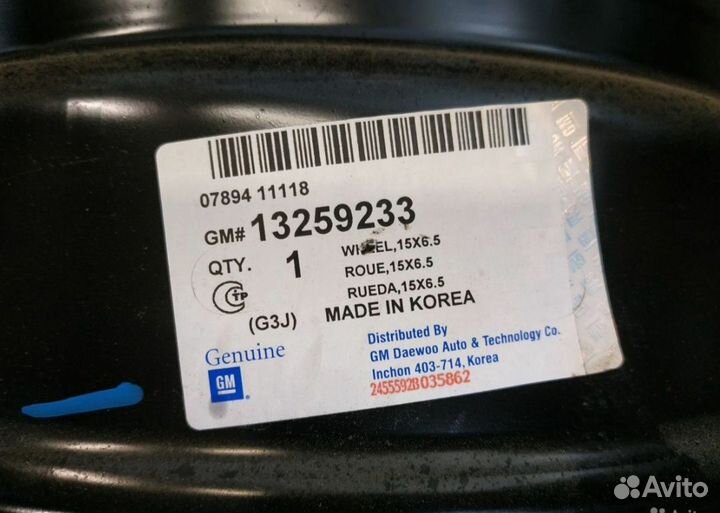 07894 11118
GM# 13259233
QTY. 1
WHEEL,15X6.5
ROUE,15X6.5
RUEDA,15X6.5
(G3J) MADE IN KOREA
Genuine
GM
Distributed By
GM Daewoo Auto & Technology Co.
Inchon 403-714, Korea
2455592B035862
Avito